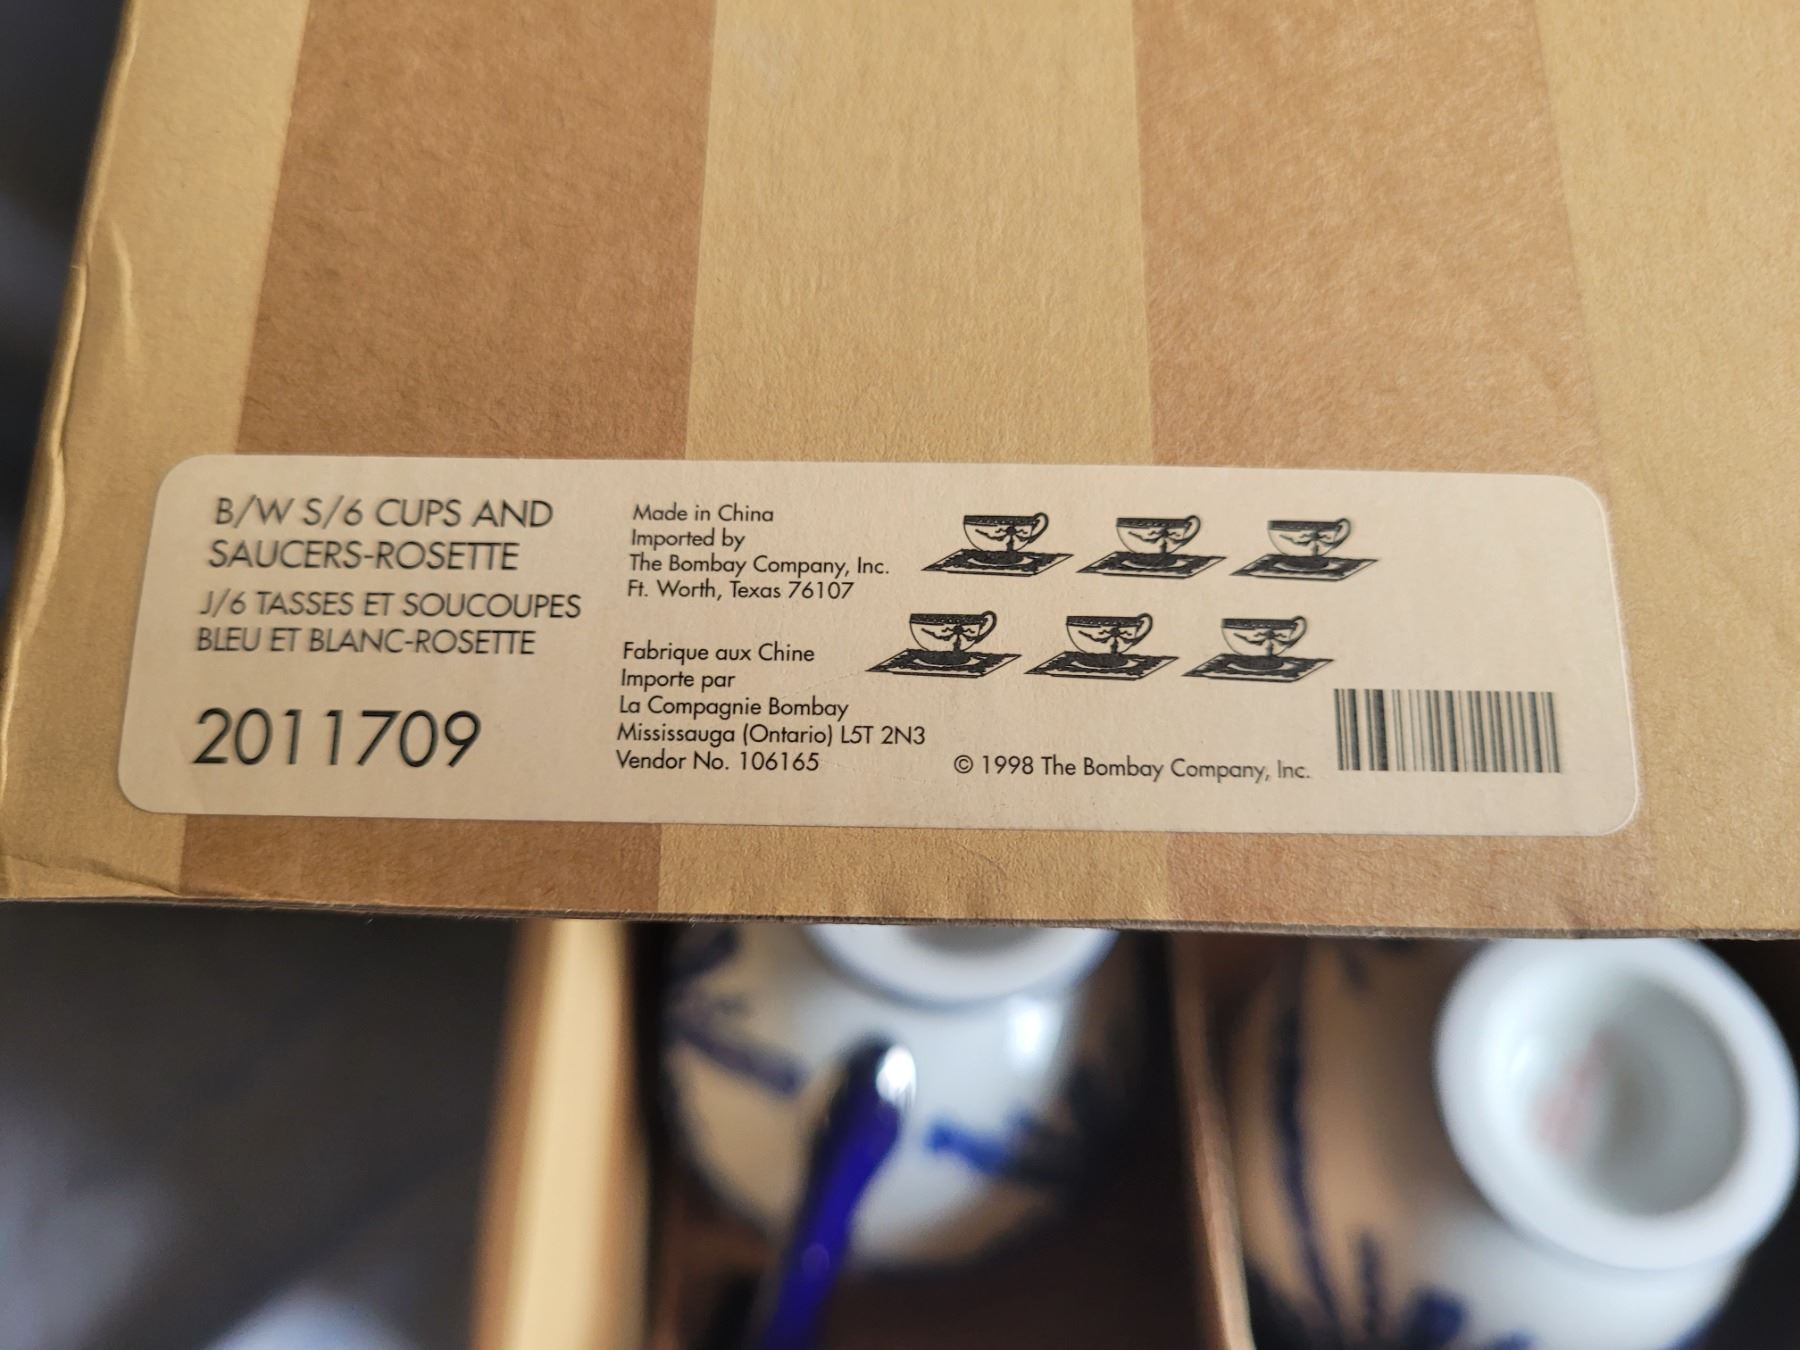 B/W S/6 CUPS AND
SAUCERS-ROSETTE
J/6 TASSES ET SOUCOUPES
BLEU ET BLANC-ROSETTE
2011709
Made in China
Imported by
The Bombay Company, Inc.
Ft. Worth, Texas 76107
Fabrique aux Chine
Importe par
La Compagnie Bombay
Mississauga (Ontario) L5T 2N3
Vendor No. 106165
© 1998 The Bombay Company, Inc.